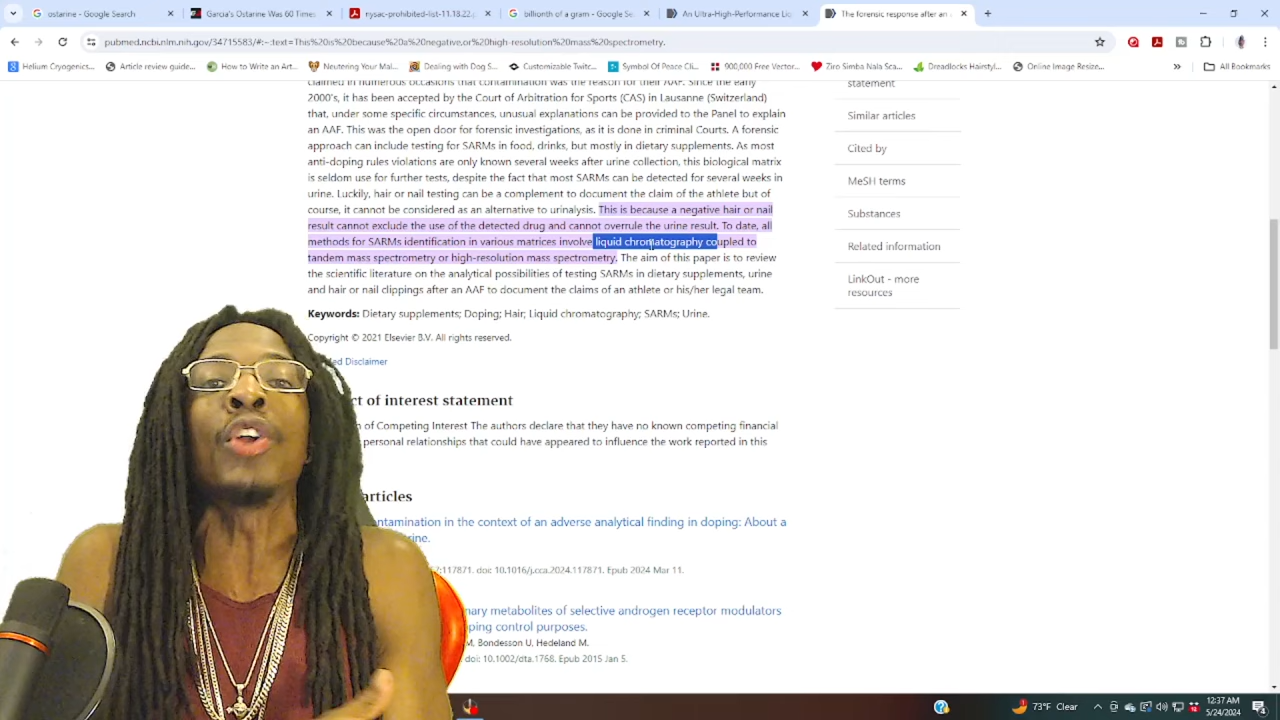 ostarine - Google Search
Garcia's Ostarine Was 60 Times
nysac-prohibited-list-11.18.22.
billionth of a gram - Google Se
An Ultra-High-Performance Liq
The forensic response after an
pubmed.ncbi.nlm.nih.gov/34715583/#:~:text=This%20is%20because%20a%20negative,or%20high-resolution%20mass%20spectrometry.
Helium Cryogenics...
Article review guide...
How to Write an Art...
Neutering Your Mal...
Dealing with Dog S...
Customizable Twitc...
Symbol Of Peace Cli...
900,000 Free Vector...
Ziro Simba Nala Sca...
Dreadlocks Hairstyl...
Online Image Resize...
»
All Bookmarks
claimed in numerous occasions that contamination was the reason for their AAF. Since the early
2000's, it has been accepted by the Court of Arbitration for Sports (CAS) in Lausanne (Switzerland)
that, under some specific circumstances, unusual explanations can be provided to the Panel to explain
an AAF. This was the open door for forensic investigations, as it is done in criminal Courts. A forensic
approach can include testing for SARMs in food, drinks, but mostly in dietary supplements. As most
anti-doping rules violations are only known several weeks after urine collection, this biological matrix
is seldom use for further tests, despite the fact that most SARMs can be detected for several weeks in
urine. Luckily, hair or nail testing can be a complement to document the claim of the athlete but of
course, it cannot be considered as an alternative to urinalysis. This is because a negative hair or nail
result cannot exclude the use of the detected drug and cannot overrule the urine result. To date, all
methods for SARMs identification in various matrices involve liquid chromatography coupled to
tandem mass spectrometry or high-resolution mass spectrometry. The aim of this paper is to review
the scientific literature on the analytical possibilities of testing SARMs in dietary supplements, urine
and hair or nail clippings after an AAF to document the claims of an athlete or his/her legal team.
Keywords: Dietary supplements; Doping; Hair; Liquid chromatography; SARMs; Urine.
Copyright © 2021 Elsevier B.V. All rights reserved.
ed Disclaimer
ct of interest statement
n of Competing Interest The authors declare that they have no known competing financial
personal relationships that could have appeared to influence the work reported in this
articles
ntamination in the context of an adverse analytical finding in doping: About a
rine.
117871. doi: 10.1016/j.cca.2024.117871. Epub 2024 Mar 11.
nary metabolites of selective androgen receptor modulators
ping control purposes.
M, Bondesson U, Hedeland M.
doi: 10.1002/dta.1768. Epub 2015 Jan 5.
statement
Similar articles
Cited by
MeSH terms
Substances
Related information
LinkOut - more
resources
73°F Clear
12:37 AM
5/24/2024